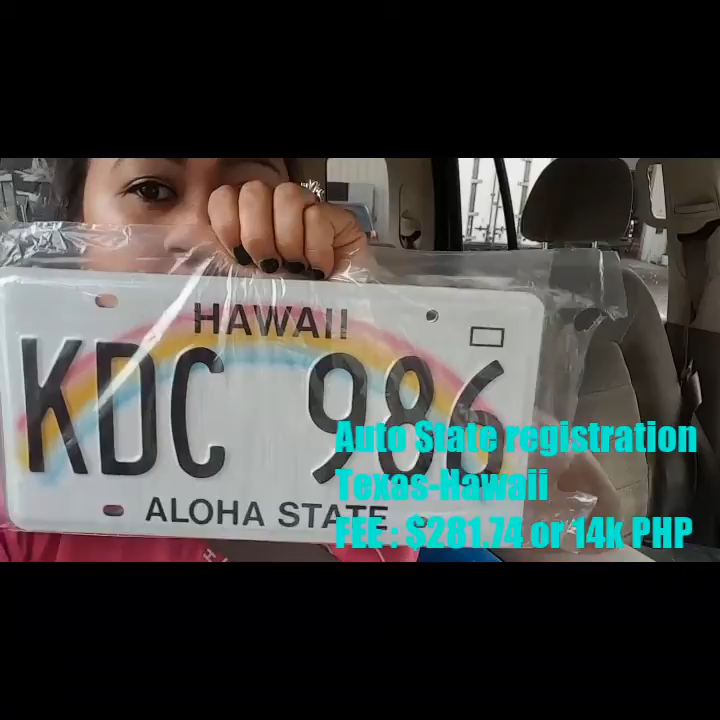 HAWAII
KDC 986
ALOHA STATE
Auto State registration
Texas-Hawaii
FEE : $281.74 or 14k PHP